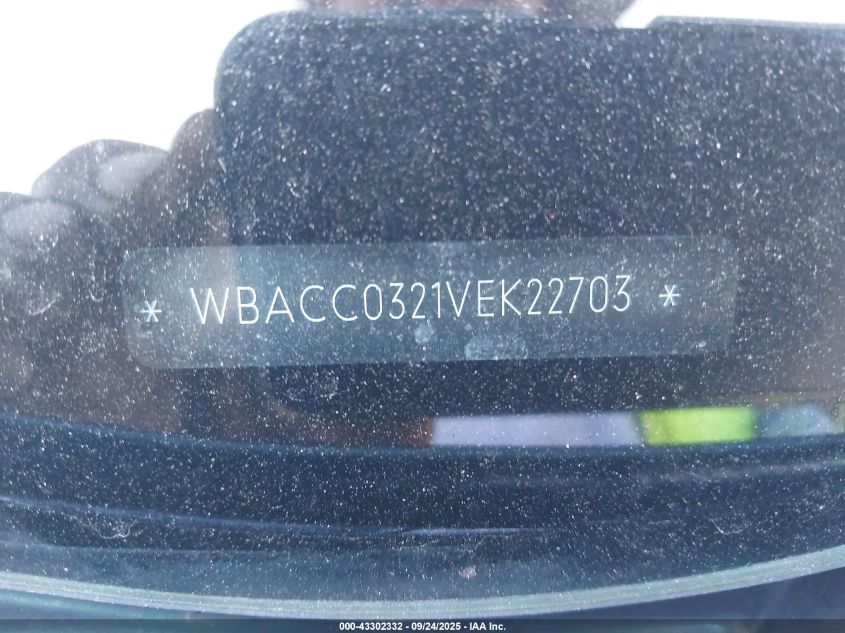 * WBACC0321VEK22703 *
000-43302332 - 09/24/2025 - IAA Inc.